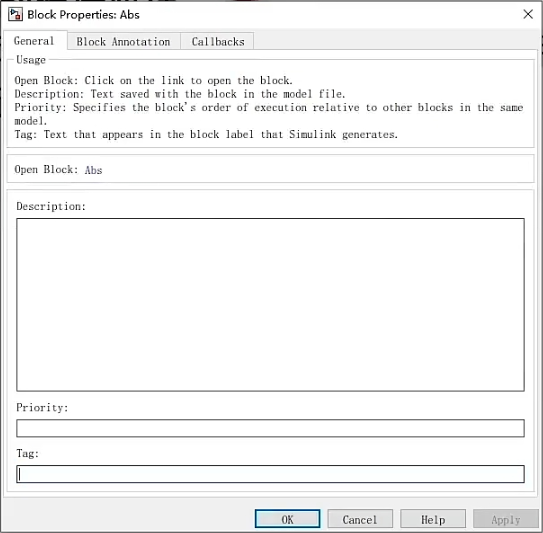 Block Properties: Abs
General Block Annotation Callbacks
Usage
Open Block: Click on the link to open the block.
Description: Text saved with the block in the model file.
Priority: Specifies the block's order of execution relative to other blocks in the same
model.
Tag: Text that appears in the block label that Simulink generates.
Open Block: Abs
Description:
Priority:
Tag:
OK Cancel Help Apply